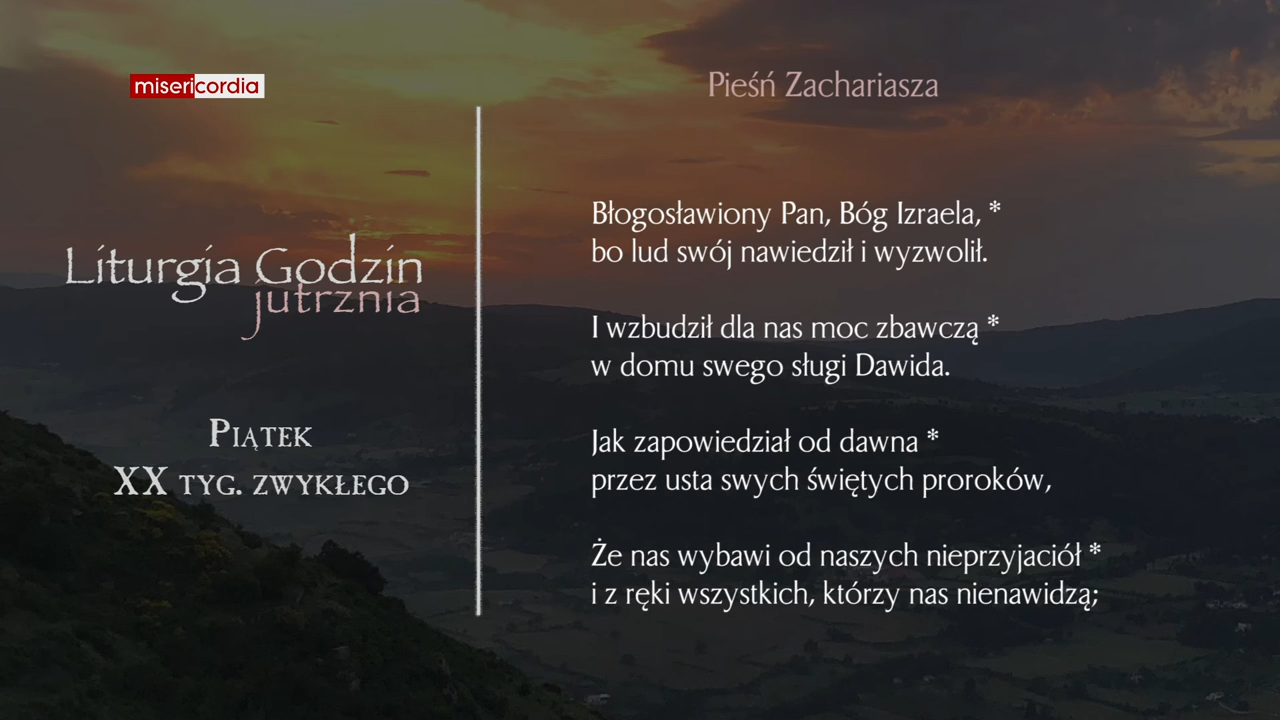 misericordia
Liturgia Godzin
jutrznia
Piątek
XX tyg. zwykłego
Pieśń Zachariasza
Błogosławiony Pan, Bóg Izraela, *
bo lud swój nawiedził i wyzwolił.
I wzbudził dla nas moc zbawczą *
w domu swego sługi Dawida.
Jak zapowiedział od dawna *
przez usta swych świętych proroków,
Że nas wybawi od naszych nieprzyjaciół *
i z ręki wszystkich, którzy nas nienawidzą;